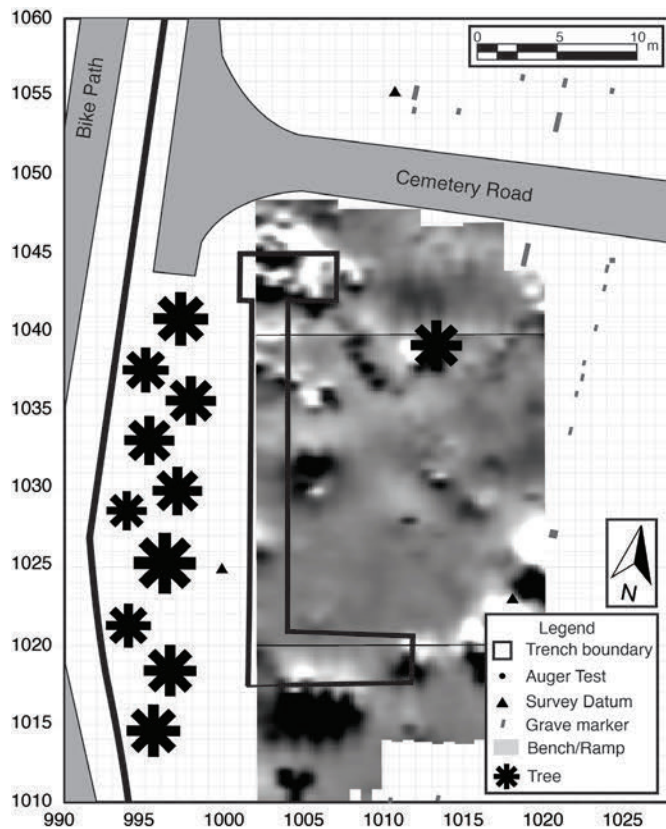 1060
0 5 10
m
Bike Path
1055
1050
Cemetery Road
1045
1040
1035
1030
1025
N
1020
Legend
Trench boundary
Auger Test
Survey Datum
Grave marker
Bench/Ramp
Tree
1015
1010
990 995 1000 1005 1010 1015 1020 1025